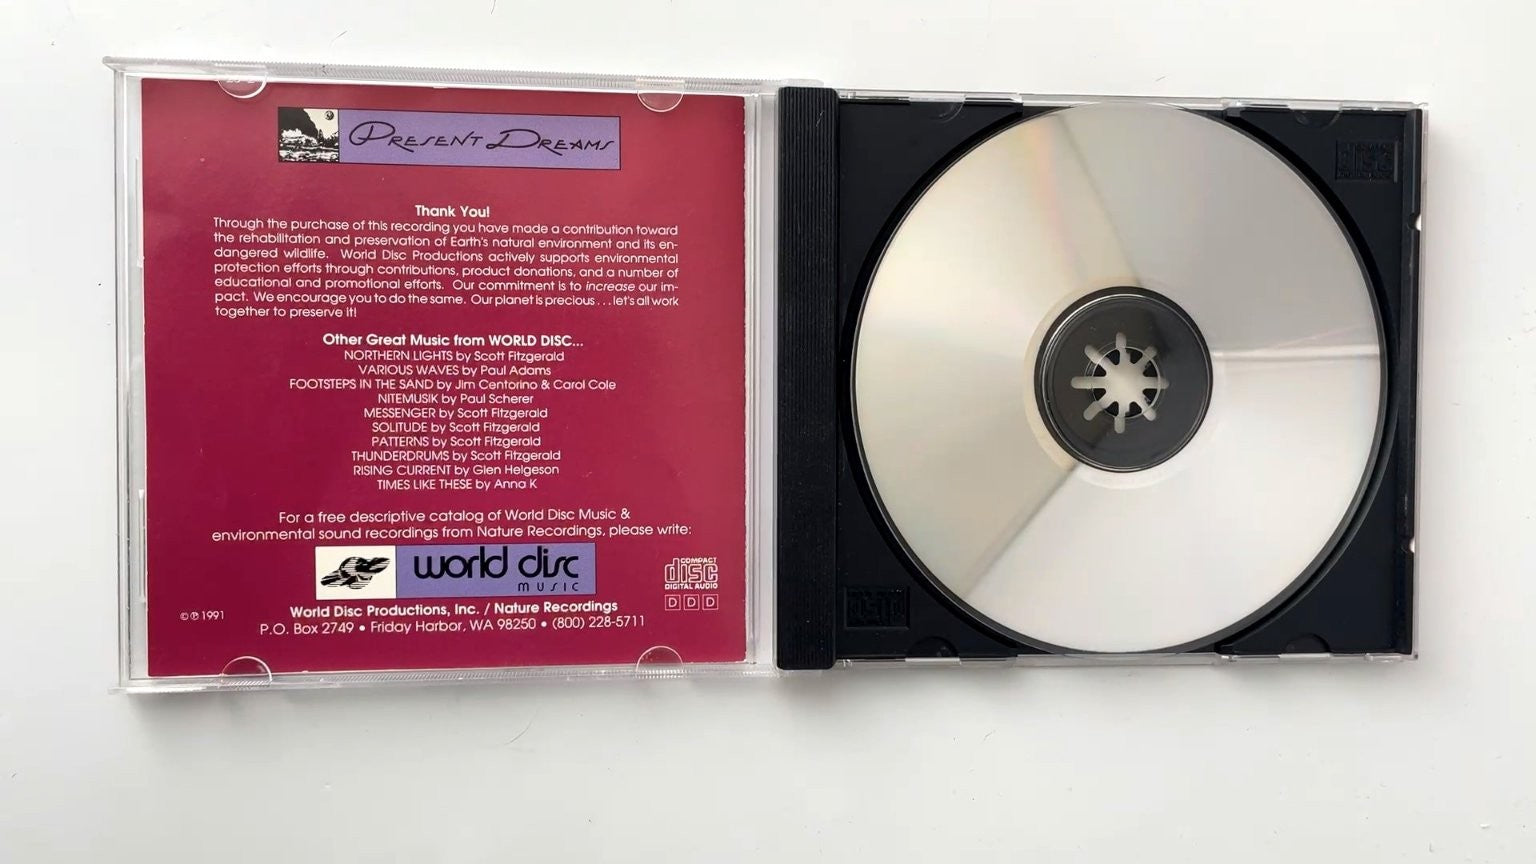 PRESENT DREAMS
Thank You!
Through the purchase of this recording you have made a contribution toward
the rehabilitation and preservation of Earth's natural environment and its en-
dangered wildlife. World Disc Productions actively supports environmental
protection efforts through contributions, product donations, and a number of
educational and promotional efforts. Our commitment is to increase our im-
pact. We encourage you to do the same. Our planet is precious...let's all work
together to preserve it!
Other Great Music from WORLD DISC...
NORTHERN LIGHTS by Scott Fitzgerald
VARIOUS WAVES by Paul Adams
FOOTSTEPS IN THE SAND by Jim Centorino & Carol Cole
NITEMUSIK by Paul Scherer
MESSENGER by Scott Fitzgerald
SOLITUDE by Scott Fitzgerald
PATTERNS by Scott Fitzgerald
THUNDERDRUMS by Scott Fitzgerald
RISING CURRENT by Glen Helgeson
TIMES LIKE THESE by Anna K
For a free descriptive catalog of World Disc Music &
environmental sound recordings from Nature Recordings, please write:
world disc
MUSIC
COMPACT
disc
DIGITAL AUDIO
DDD
©℗ 1991
World Disc Productions, Inc. / Nature Recordings
P.O. Box 2749 • Friday Harbor, WA 98250 • (800) 228-5711
disc
disc